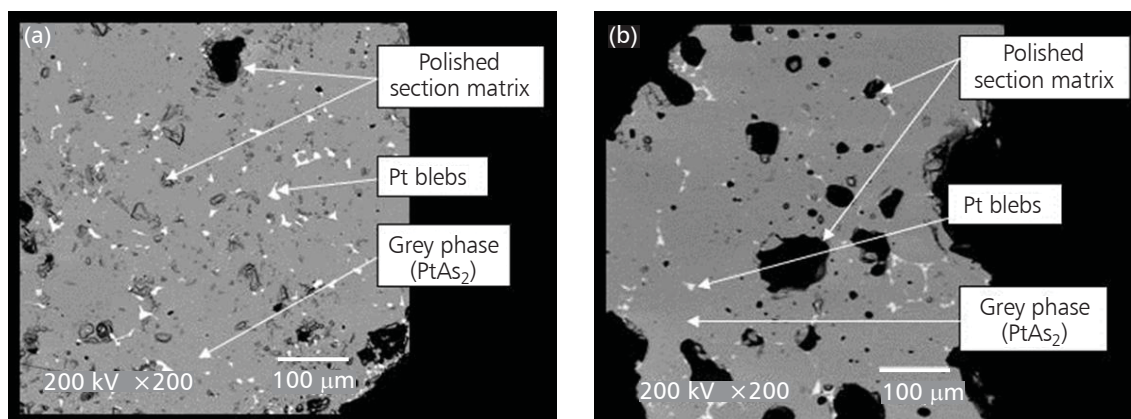 (a)
Polished
section matrix
Pt blebs
Grey phase
(PtAs₂)
200 kV ×200
100 μm
(b)
Polished
section matrix
Pt blebs
Grey phase
(PtAs₂)
200 kV ×200
100 μm